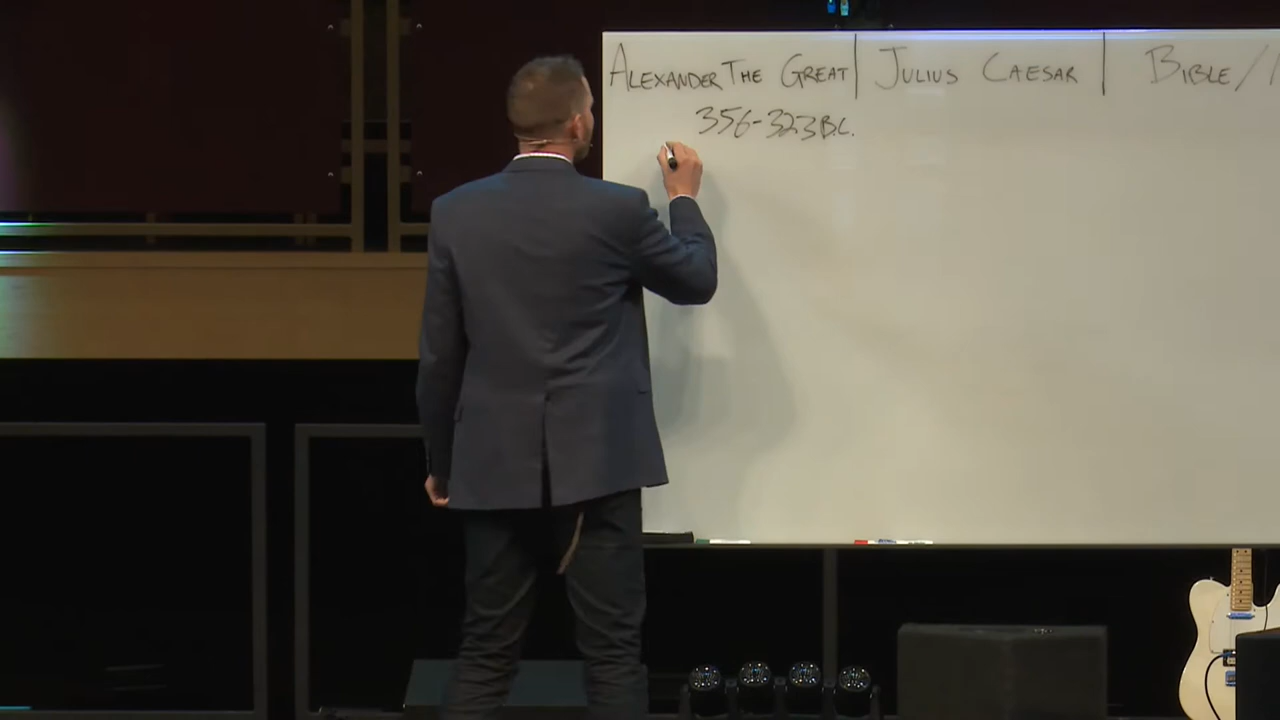 Alexander The Great | Julius Caesar | Bible/
356-323 B.C.